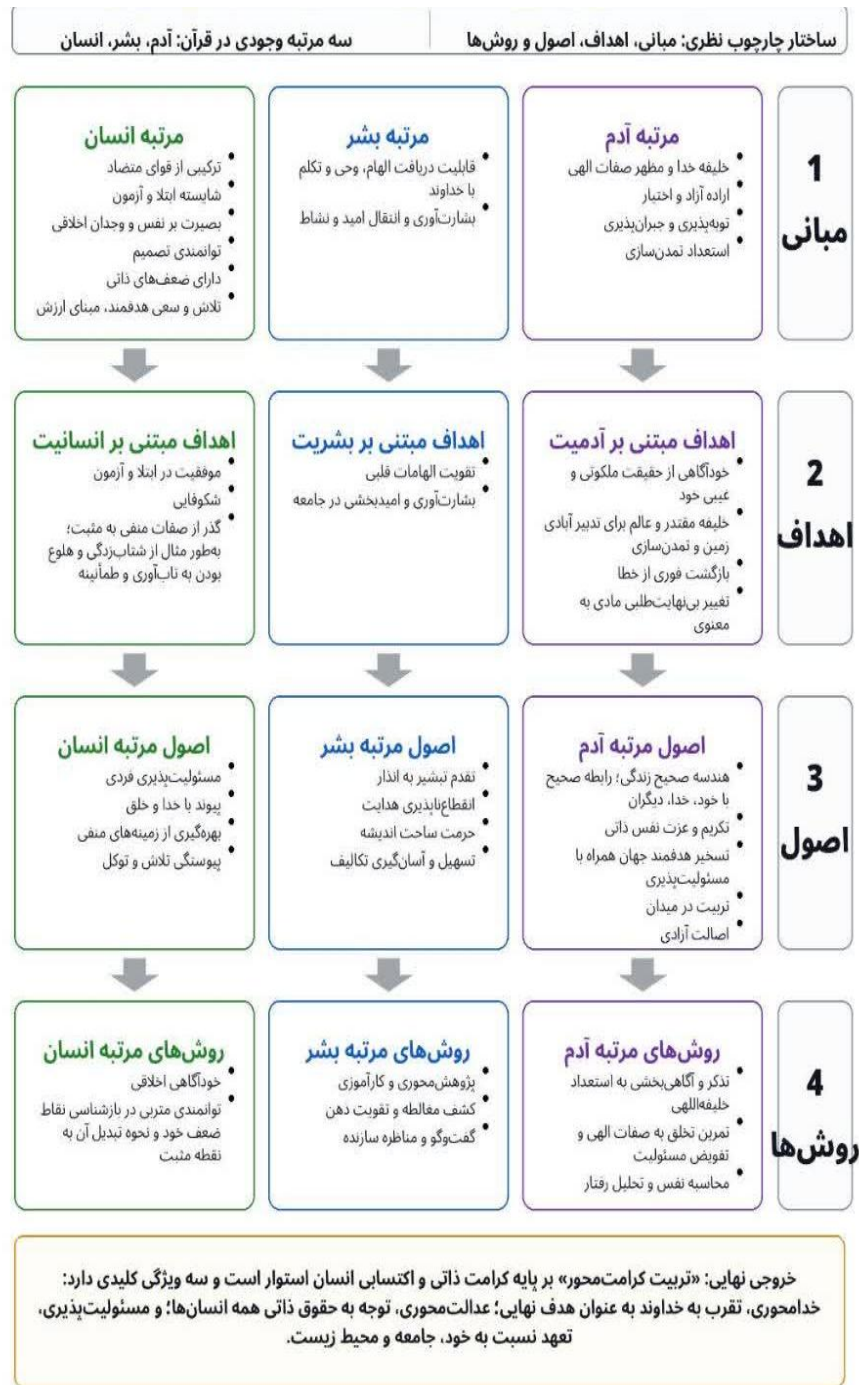 ساختار چارچوب نظری: مبانی، اهداف، اصول و روش‌ها
سه مرتبه وجودی در قرآن: آدم، بشر، انسان
1
مبانی
مرتبه آدم
خلیفه خدا و مظهر صفات الهی
اراده آزاد و اختیار
توبه‌پذیری و جبران‌پذیری
استعداد تمدن‌سازی
مرتبه بشر
قابلیت دریافت الهام، وحی و تکلم
با خداوند
بشارت‌آوری و انتقال امید و نشاط
مرتبه انسان
ترکیبی از قوای متضاد
شایسته ابتلا و آزمون
بصیرت بر نفس و وجدان اخلاقی
توانمندی تصمیم
دارای ضعف‌های ذاتی
تلاش و سعی هدفمند، مبنای ارزش
2
اهداف
اهداف مبتنی بر آدمیت
خودآگاهی از حقیقت ملکوتی و
غیبی خود
خلیفه مقتدر و عالم برای تدبیر آبادی
زمین و تمدن‌سازی
بازگشت فوری از خطا
تغییر بی‌نهایت‌طلبی مادی به
معنوی
اهداف مبتنی بر بشریت
تقویت الهامات قلبی
بشارت‌آوری و امیدبخشی در جامعه
اهداف مبتنی بر انسانیت
موفقیت در ابتلا و آزمون
شکوفایی
گذر از صفات منفی به مثبت؛
به‌طور مثال از شتاب‌زدگی و هلوع
بودن به تاب‌آوری و طمأنینه
3
اصول
اصول مرتبه آدم
هندسه صحیح زندگی؛ رابطه صحیح
با خود، خدا، دیگران
تکریم و عزت نفس ذاتی
تسخیر هدفمند جهان همراه با
مسئولیت‌پذیری
تربیت در میدان
اصالت آزادی
اصول مرتبه بشر
تقدم تبشیر به انذار
انقطاع‌ناپذیری هدایت
حرمت ساحت اندیشه
تسهیل و آسان‌گیری تکالیف
اصول مرتبه انسان
مسئولیت‌پذیری فردی
پیوند با خدا و خلق
بهره‌گیری از زمینه‌های منفی
پیوستگی تلاش و توکل
4
روش‌ها
روش‌های مرتبه آدم
تذکر و آگاهی‌بخشی به استعداد
خلیفه‌اللهی
تمرین تخلق به صفات الهی و
تفویض مسئولیت
محاسبه نفس و تحلیل رفتار
روش‌های مرتبه بشر
پژوهش‌محوری و کارآموزی
کشف مغالطه و تقویت ذهن
گفت‌وگو و مناظره سازنده
روش‌های مرتبه انسان
خودآگاهی اخلاقی
توانمندی متربی در بازشناسی نقاط
ضعف خود و نحوه تبدیل آن به
نقطه مثبت
خروجی نهایی: «تربیت کرامت‌محور» بر پایه کرامت ذاتی و اکتسابی انسان استوار است و سه ویژگی کلیدی دارد:
خدامحوری، تقرب به خداوند به عنوان هدف نهایی؛ عدالت‌محوری، توجه به حقوق ذاتی همه انسان‌ها؛ و مسئولیت‌پذیری،
تعهد نسبت به خود، جامعه و محیط زیست.